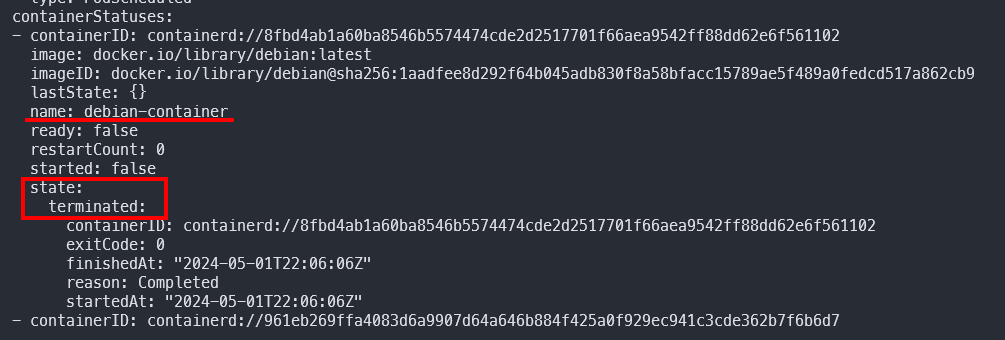 type: PodScheduled
containerStatuses:
- containerID: containerd://8fbd4ab1a60ba8546b5574474cde2d2517701f66aea9542ff88dd62e6f561102
image: docker.io/library/debian:latest
imageID: docker.io/library/debian@sha256:1aadfee8d292f64b045adb830f8a58bfacc15789ae5f489a0fedcd517a862cb9
lastState: {}
name: debian-container
ready: false
restartCount: 0
started: false
state:
terminated:
containerID: containerd://8fbd4ab1a60ba8546b5574474cde2d2517701f66aea9542ff88dd62e6f561102
exitCode: 0
finishedAt: "2024-05-01T22:06:06Z"
reason: Completed
startedAt: "2024-05-01T22:06:06Z"
- containerID: containerd://961eb269ffa4083d6a9907d64a646b884f425a0f929ec941c3cde362b7f6b6d7